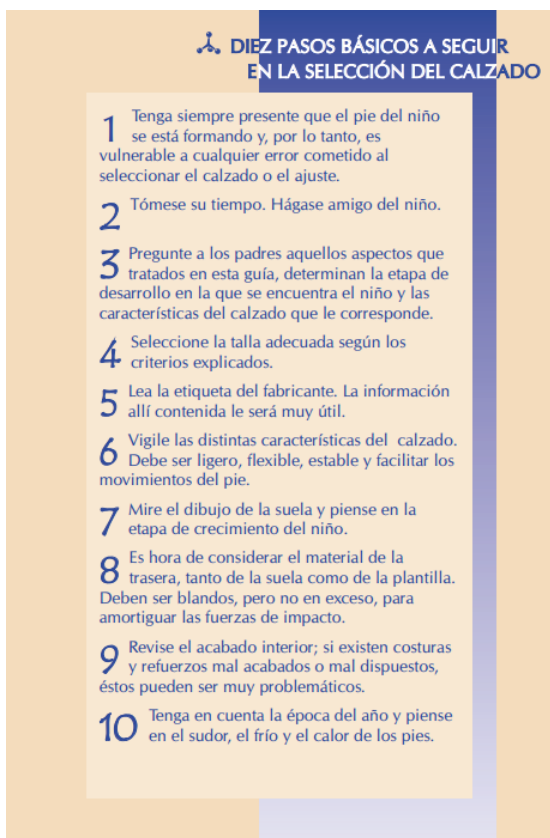 DIEZ PASOS BÁSICOS A SEGUIR
EN LA SELECCIÓN DEL CALZADO
1 Tenga siempre presente que el pie del niño
se está formando y, por lo tanto, es
vulnerable a cualquier error cometido al
seleccionar el calzado o el ajuste.
2 Tómese su tiempo. Hágase amigo del niño.
3 Pregunte a los padres aquellos aspectos que
tratados en esta guía, determinan la etapa de
desarrollo en la que se encuentra el niño y las
características del calzado que le corresponde.
4 Seleccione la talla adecuada según los
criterios explicados.
5 Lea la etiqueta del fabricante. La información
allí contenida le será muy útil.
6 Vigile las distintas características del calzado.
Debe ser ligero, flexible, estable y facilitar los
movimientos del pie.
7 Mire el dibujo de la suela y piense en la
etapa de crecimiento del niño.
8 Es hora de considerar el material de la
trasera, tanto de la suela como de la plantilla.
Deben ser blandos, pero no en exceso, para
amortiguar las fuerzas de impacto.
9 Revise el acabado interior; si existen costuras
y refuerzos mal acabados o mal dispuestos,
éstos pueden ser muy problemáticos.
10 Tenga en cuenta la época del año y piense
en el sudor, el frío y el calor de los pies.